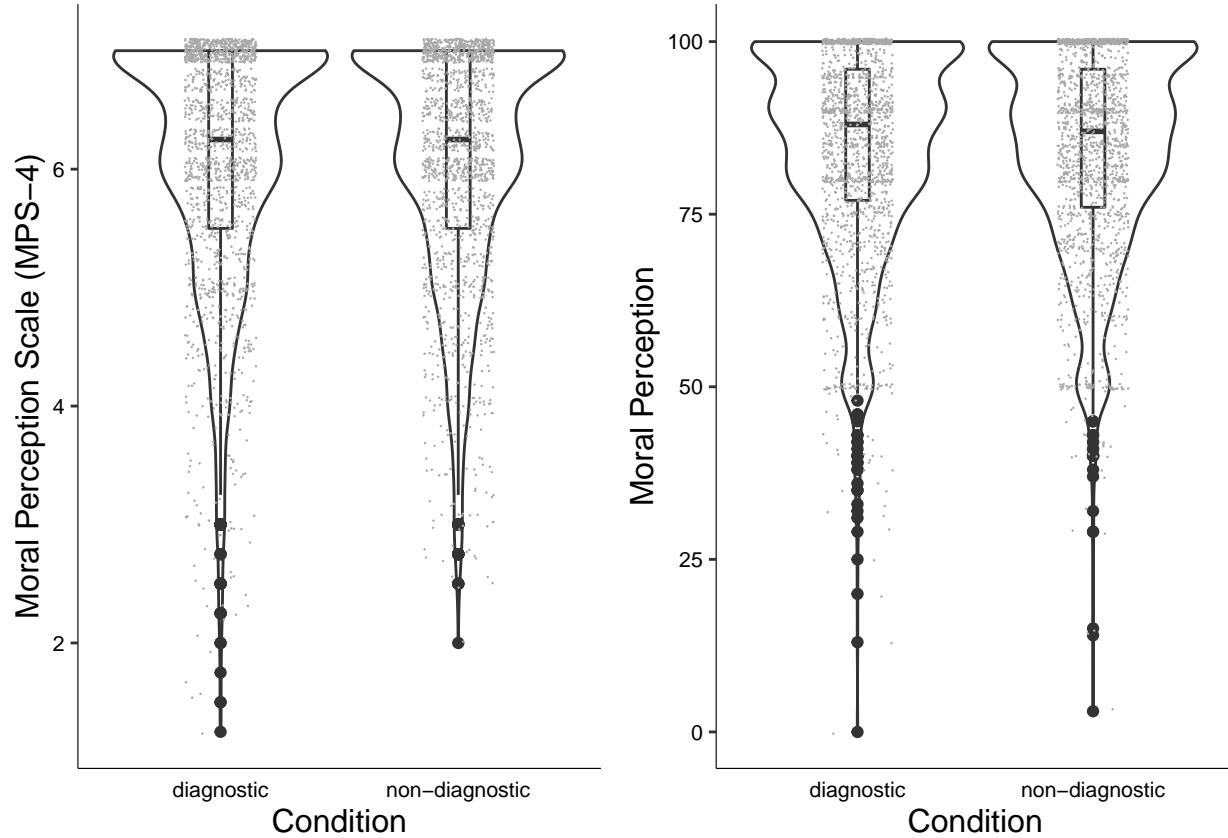 Moral Perception Scale (MPS−4)
6
4
2
diagnostic
non−diagnostic
Condition
Moral Perception
100
75
50
25
0
diagnostic
non−diagnostic
Condition